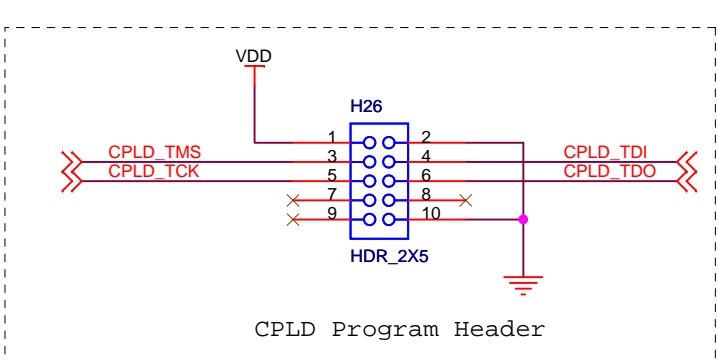 VDD
H26
1 2
CPLD_TMS 3 4 CPLD_TDI
CPLD_TCK 5 6 CPLD_TDO
7 8
9 10
HDR_2X5
CPLD Program Header